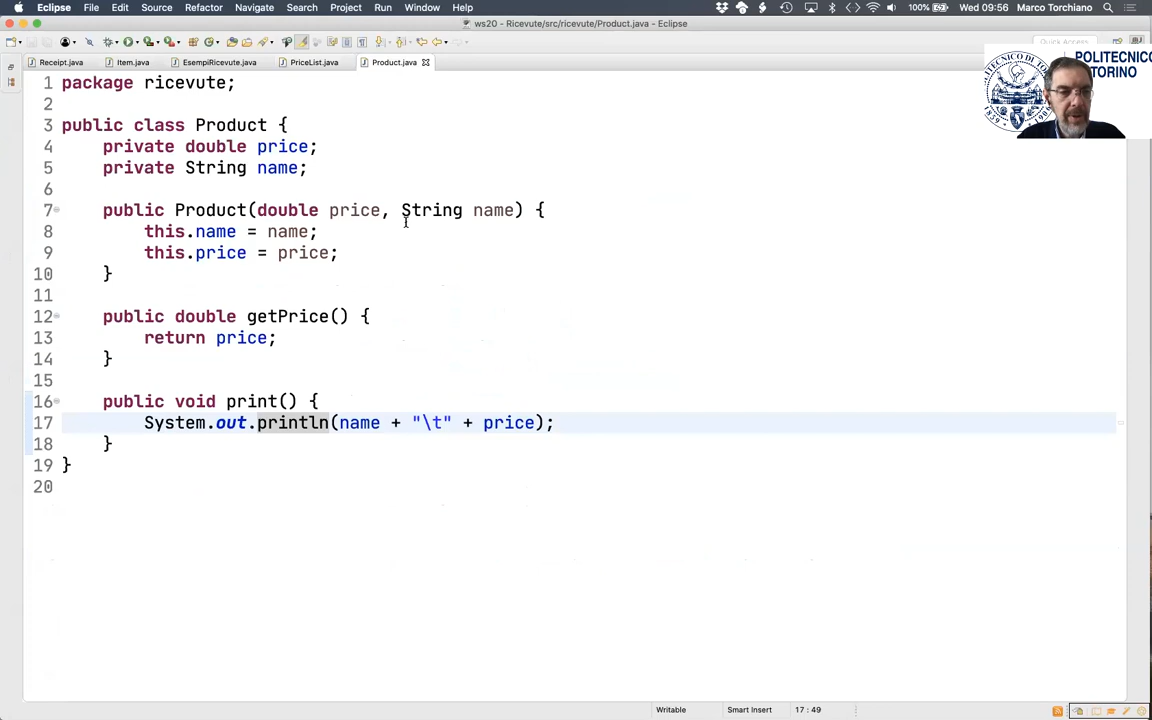 Eclipse File Edit Source Refactor Navigate Search Project Run Window Help 100% Wed 09:56 Marco Torchiano
ws20 - Ricevute/src/ricevute/Product.java - Eclipse
Quick Access
Receipt.java Item.java EsempiRicevute.java PriceList.java Product.java
POLITECNICO
TORINO
1 package ricevute;
2
3 public class Product {
4 private double price;
5 private String name;
6
7 public Product(double price, String name) {
8 this.name = name;
9 this.price = price;
10 }
11
12 public double getPrice() {
13 return price;
14 }
15
16 public void print() {
17 System.out.println(name + "\t" + price);
18 }
19 }
20
Writable Smart Insert 17 : 49